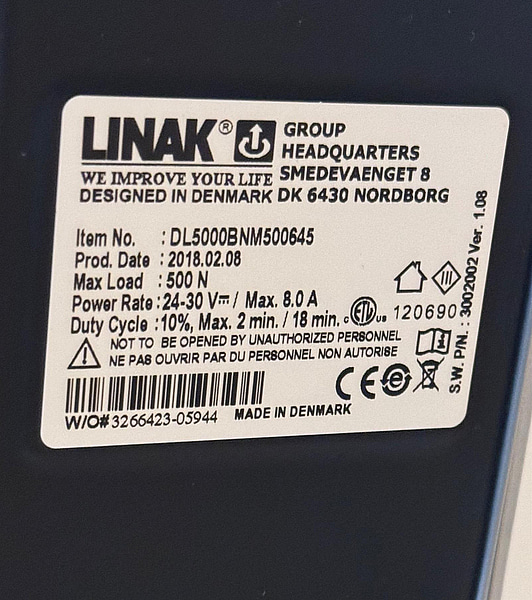 LINAK® GROUP
HEADQUARTERS
WE IMPROVE YOUR LIFE SMEDEVAENGET 8
DESIGNED IN DENMARK DK 6430 NORDBORG
Item No. : DL5000BNM500645
Prod. Date : 2018.02.08
Max Load : 500 N
Power Rate : 24-30 V⎓ / Max. 8.0 A
Duty Cycle : 10%, Max. 2 min. / 18 min. c ETL us 120690
NOT TO BE OPENED BY UNAUTHORIZED PERSONNEL
NE PAS OUVRIR PAR DU PERSONNEL NON AUTORISE
CE
W/O# 3266423-05944 MADE IN DENMARK
S.W. P/N. : 3002002 Ver. 1.08